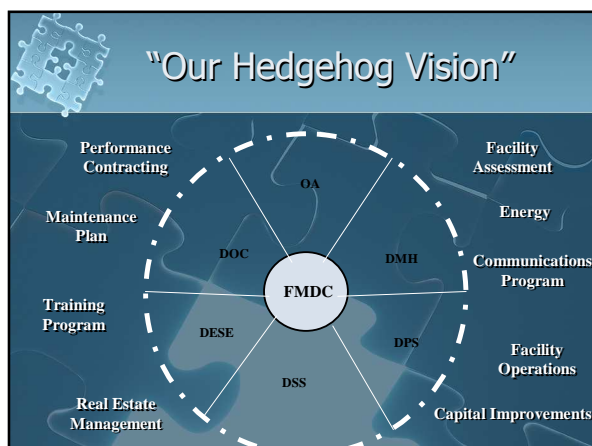 “Our Hedgehog Vision”
Performance
Contracting
Facility
Assessment
OA
Maintenance
Plan
Energy
DOC
DMH
Communications
Program
FMDC
Training
Program
DESE
DPS
Facility
Operations
DSS
Real Estate
Management
Capital Improvements